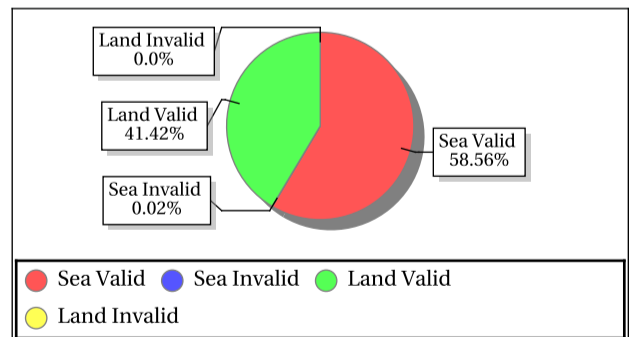 Land Invalid
0.0%
Land Valid
41.42%
Sea Valid
58.56%
Sea Invalid
0.02%
Sea Valid Sea Invalid Land Valid
Land Invalid